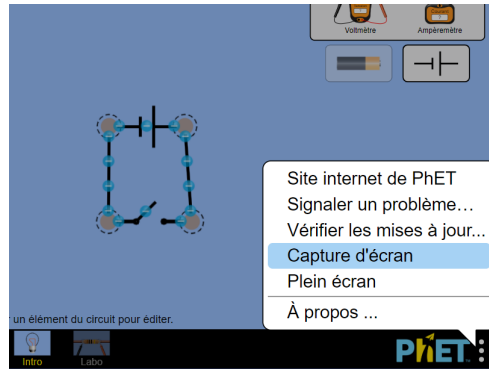 Voltmètre
Ampèremètre
Site internet de PhET
Signaler un problème...
Vérifier les mises à jour...
Capture d'écran
Plein écran
À propos ...
un élément du circuit pour éditer.
Intro
Labo
PhET